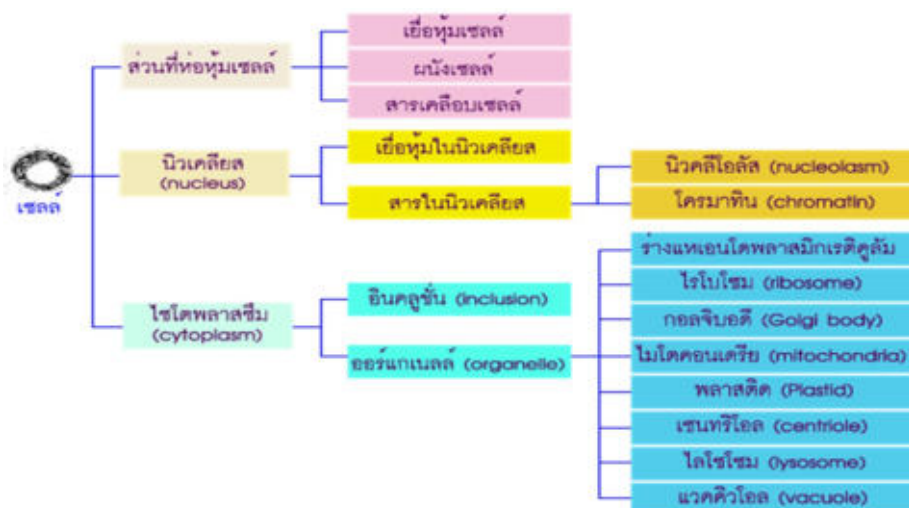 เซลล์
ส่วนที่ห่อหุ้มเซลล์
เยื่อหุ้มเซลล์
ผนังเซลล์
สารเคลือบเซลล์
นิวเคลียส
(nucleus)
เยื่อหุ้มในนิวเคลียส
สารในนิวเคลียส
นิวคลีโอลัส (nucleolasm)
โครมาทิน (chromatin)
ไซโตพลาสซึม
(cytoplasm)
อินคลูชั่น (inclusion)
ออร์แกเนลล์ (organelle)
ร่างแหเอนโดพลาสมิกเรติคูลัม
ไรโบโซม (ribosome)
กอลจิบอดี (Golgi body)
ไมโตคอนเดรีย (mitochondria)
พลาสติด (Plastid)
เซนทริโอล (centriole)
ไลโซโซม (lysosome)
แวคคิวโอล (vacuole)